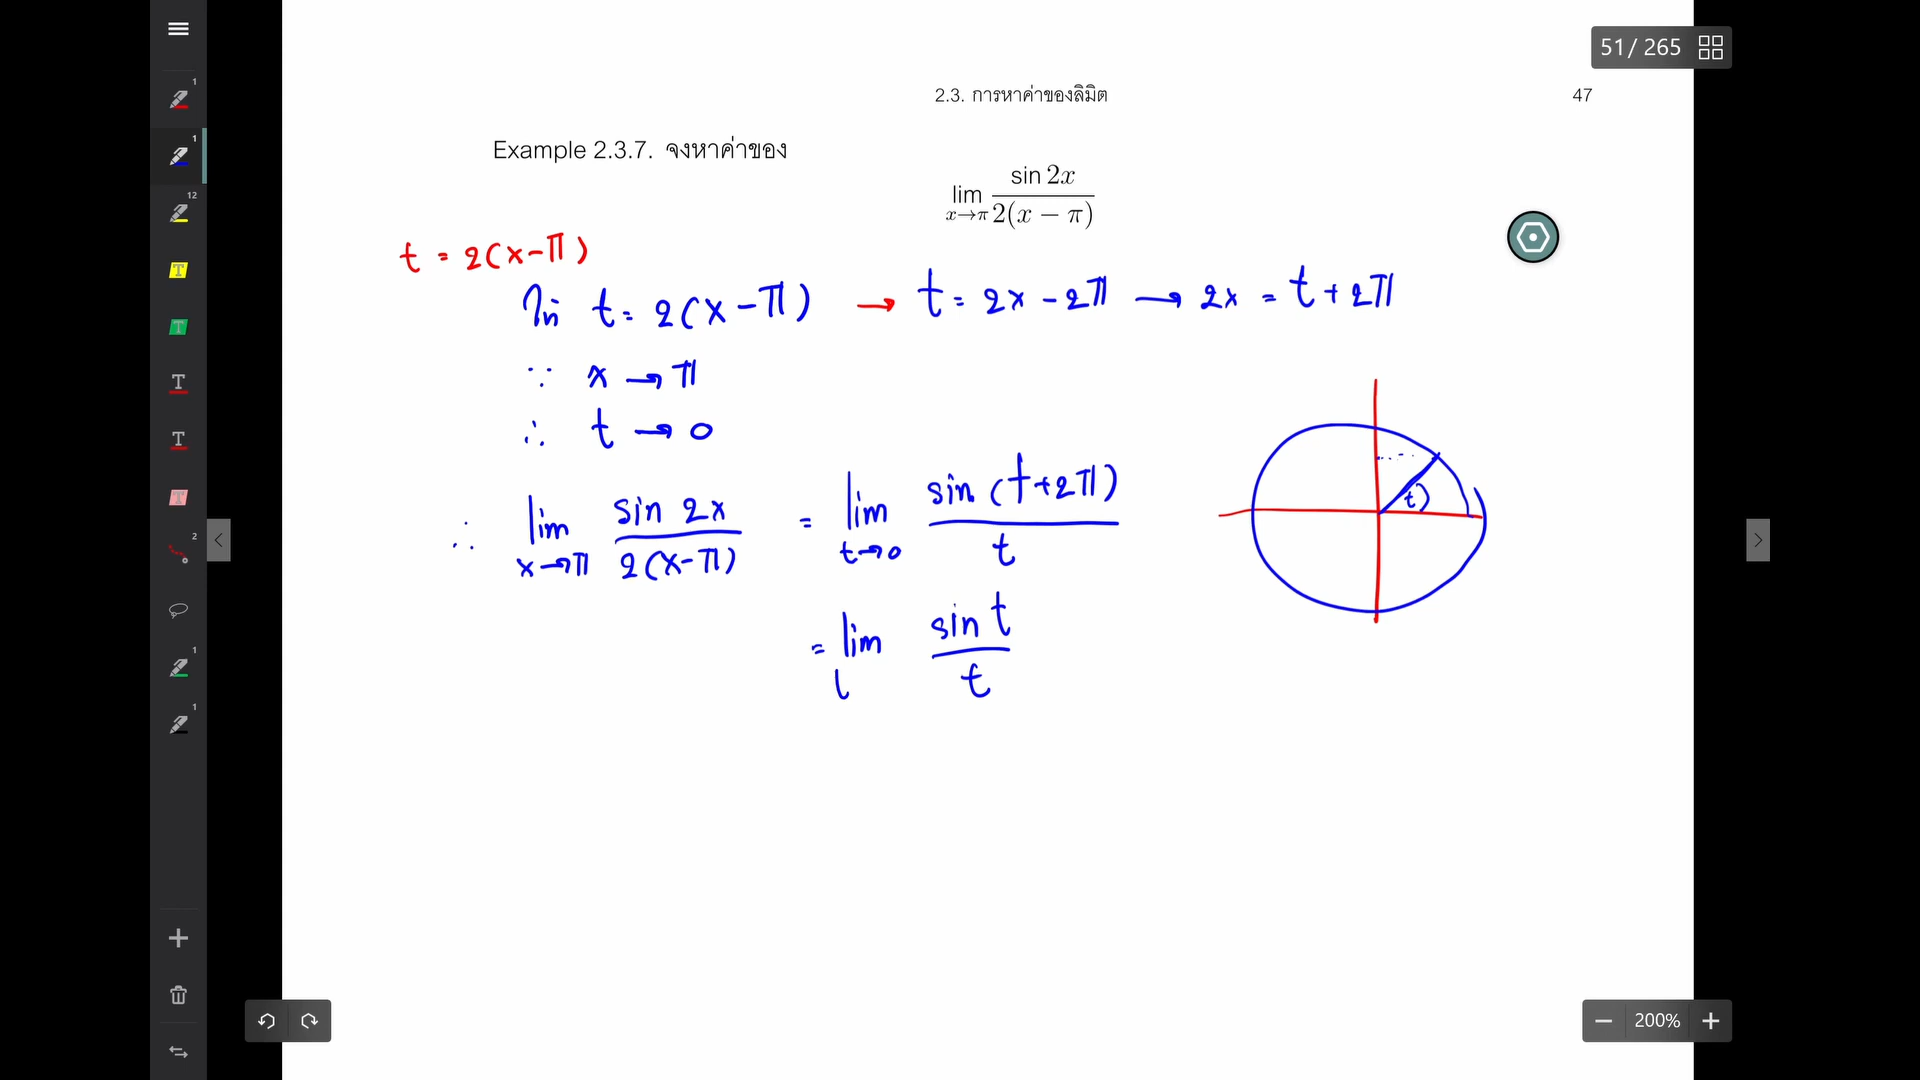 51/ 265
2.3. การหาค่าของลิมิต
47
Example 2.3.7. จงหาค่าของ
lim x→π sin 2x / 2(x − π)
t = 2(x-π)
ให้ t = 2(x-π) → t = 2x - 2π → 2x = t + 2π
∵ x → π
∴ t → 0
∴ lim x→π sin 2x / 2(x-π) = lim t→0 sin (t+2π) / t
= lim sin t / t
t)
200%